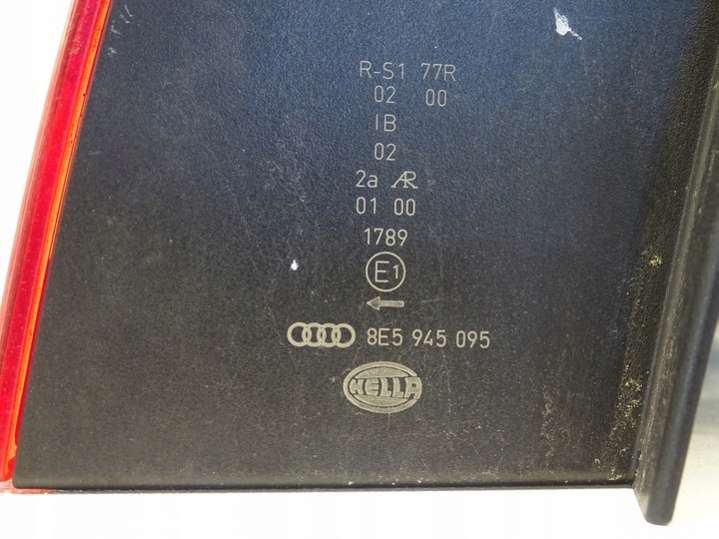 R-S1 77R
02 00
IB
02
2a AR
01 00
1789
E1
8E5 945 095
HELLA